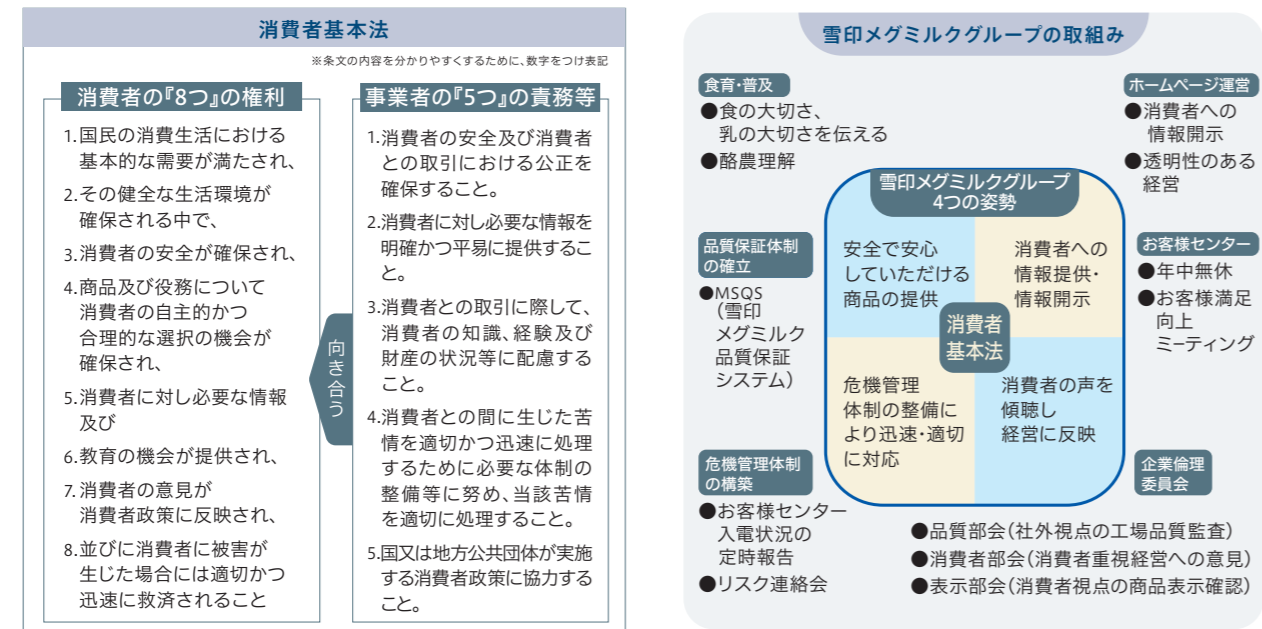 消費者基本法
※条文の内容を分かりやすくするために、数字をつけ表記
消費者の『8つ』の権利
1.国民の消費生活における
基本的な需要が満たされ、
2.その健全な生活環境が
確保される中で、
3.消費者の安全が確保され、
4.商品及び役務について
消費者の自主的かつ
合理的な選択の機会が
確保され、
5.消費者に対し必要な情報
及び
6.教育の機会が提供され、
7.消費者の意見が
消費者政策に反映され、
8.並びに消費者に被害が
生じた場合には適切かつ
迅速に救済されること
向き合う
事業者の『5つ』の責務等
1.消費者の安全及び消費者
との取引における公正を
確保すること。
2.消費者に対し必要な情報を
明確かつ平易に提供するこ
と。
3.消費者との取引に際して、
消費者の知識、経験及び
財産の状況等に配慮する
こと。
4.消費者との間に生じた苦
情を適切かつ迅速に処理
するために必要な体制の
整備等に努め、当該苦情
を適切に処理すること。
5.国又は地方公共団体が実施
する消費者政策に協力する
こと。
雪印メグミルクグループの取組み
食育・普及
●食の大切さ、
乳の大切さを伝える
●酪農理解
ホームページ運営
●消費者への
情報開示
●透明性のある
経営
雪印メグミルクグループ
4つの姿勢
安全で安心
していただける
商品の提供
消費者への
情報提供・
情報開示
消費者
基本法
危機管理
体制の整備に
より迅速・適切
に対応
消費者の声を
傾聴し
経営に反映
品質保証体制
の確立
●MSQS
(雪印
メグミルク
品質保証
システム)
お客様センター
●年中無休
●お客様満足
向上
ミーティング
危機管理体制
の構築
●お客様センター
入電状況の
定時報告
●リスク連絡会
企業倫理
委員会
●品質部会(社外視点の工場品質監査)
●消費者部会(消費者重視経営への意見)
●表示部会(消費者視点の商品表示確認)